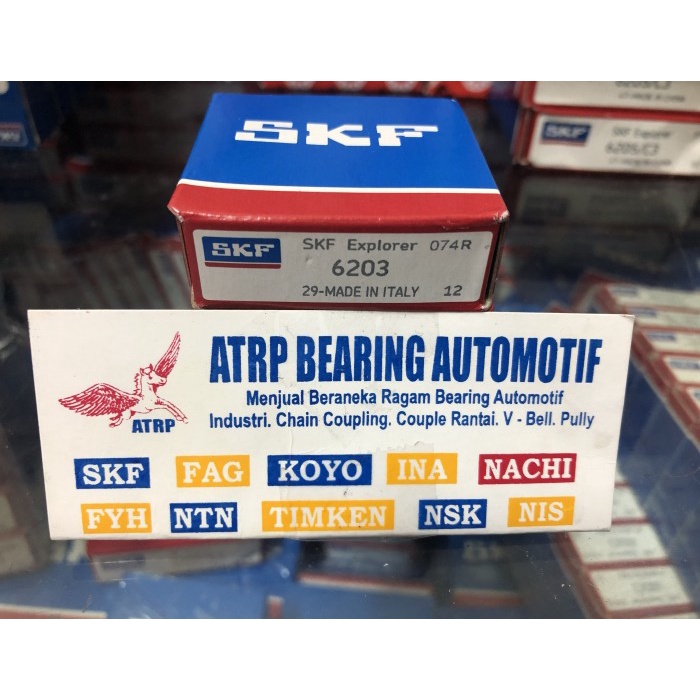 SKF
SKF
SKF Explorer 074R
6203
29-MADE IN ITALY 12
SKF
SKF Explorer
6205/C3
ATRP BEARING AUTOMOTIF
Menjual Beraneka Ragam Bearing Automotif
Industri. Chain Coupling. Couple Rantai. V - Bell. Pully
ATRP
SKF FAG KOYO INA NACHI
FYH NTN TIMKEN NSK NIS